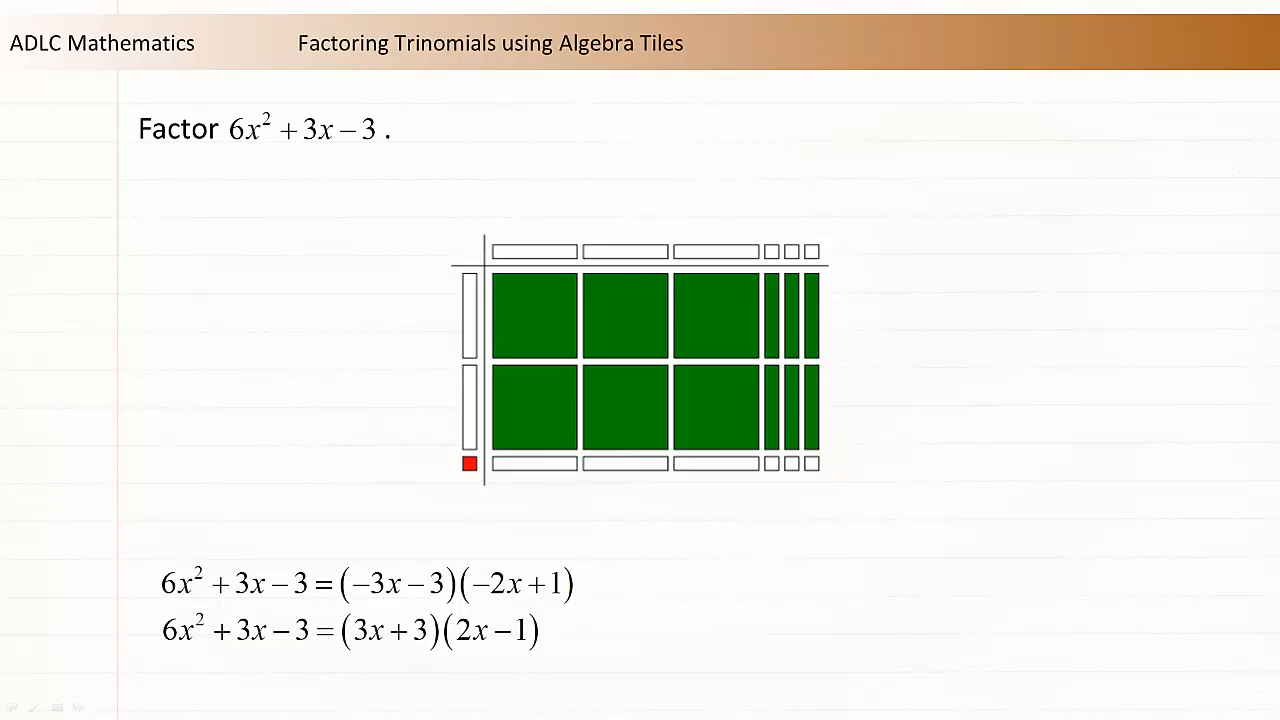 ADLC Mathematics Factoring Trinomials using Algebra Tiles
Factor 6x² + 3x − 3 .
6x² + 3x − 3 = (−3x − 3)(−2x + 1)
6x² + 3x − 3 = (3x + 3)(2x − 1)